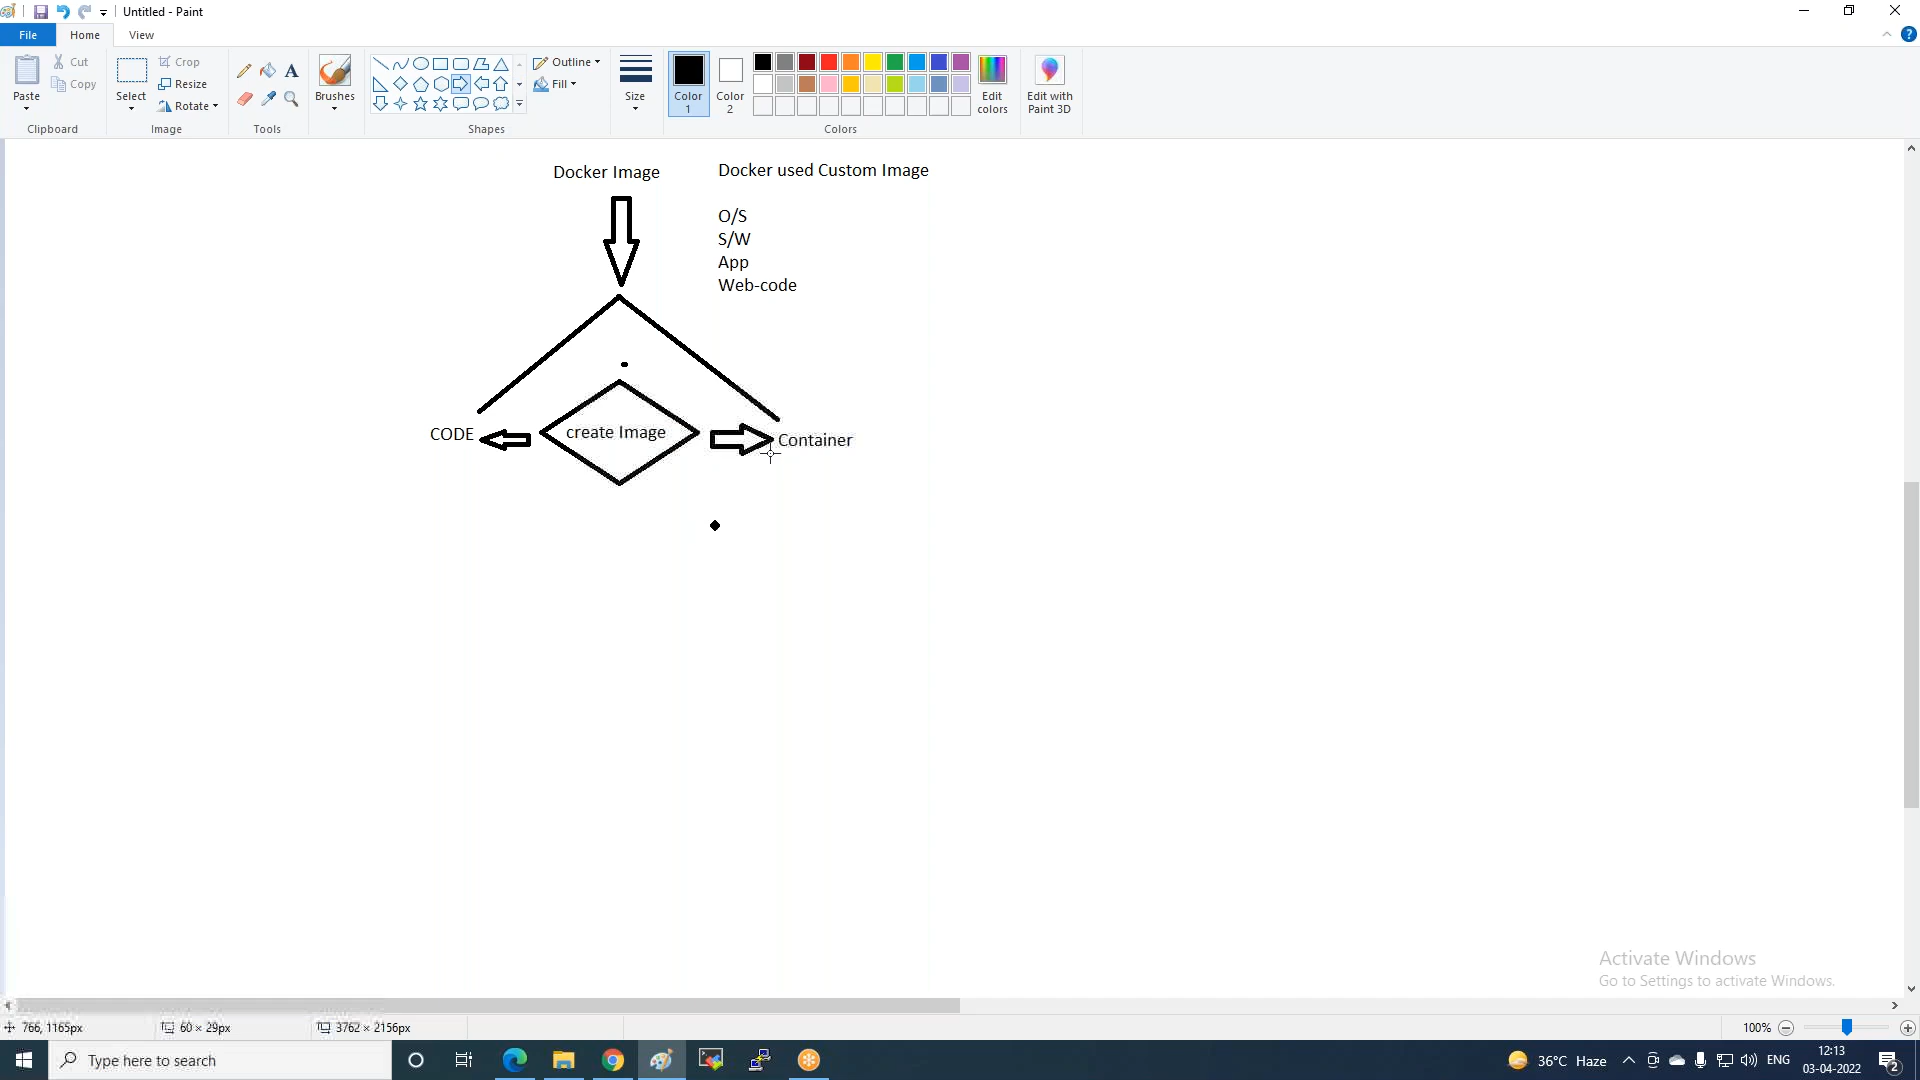 Untitled - Paint
File
Home
View
Paste
Cut
Copy
Clipboard
Select
Crop
Resize
Rotate
Image
Tools
Brushes
Shapes
Outline
Fill
Size
Color
1
Color
2
Colors
Edit
colors
Edit with
Paint 3D
Docker Image
Docker used Custom Image
O/S
S/W
App
Web-code
CODE
create Image
Container
Activate Windows
Go to Settings to activate Windows.
766, 1165px
60 × 29px
3762 × 2156px
100%
Type here to search
36°C Haze
ENG
12:13
03-04-2022
2